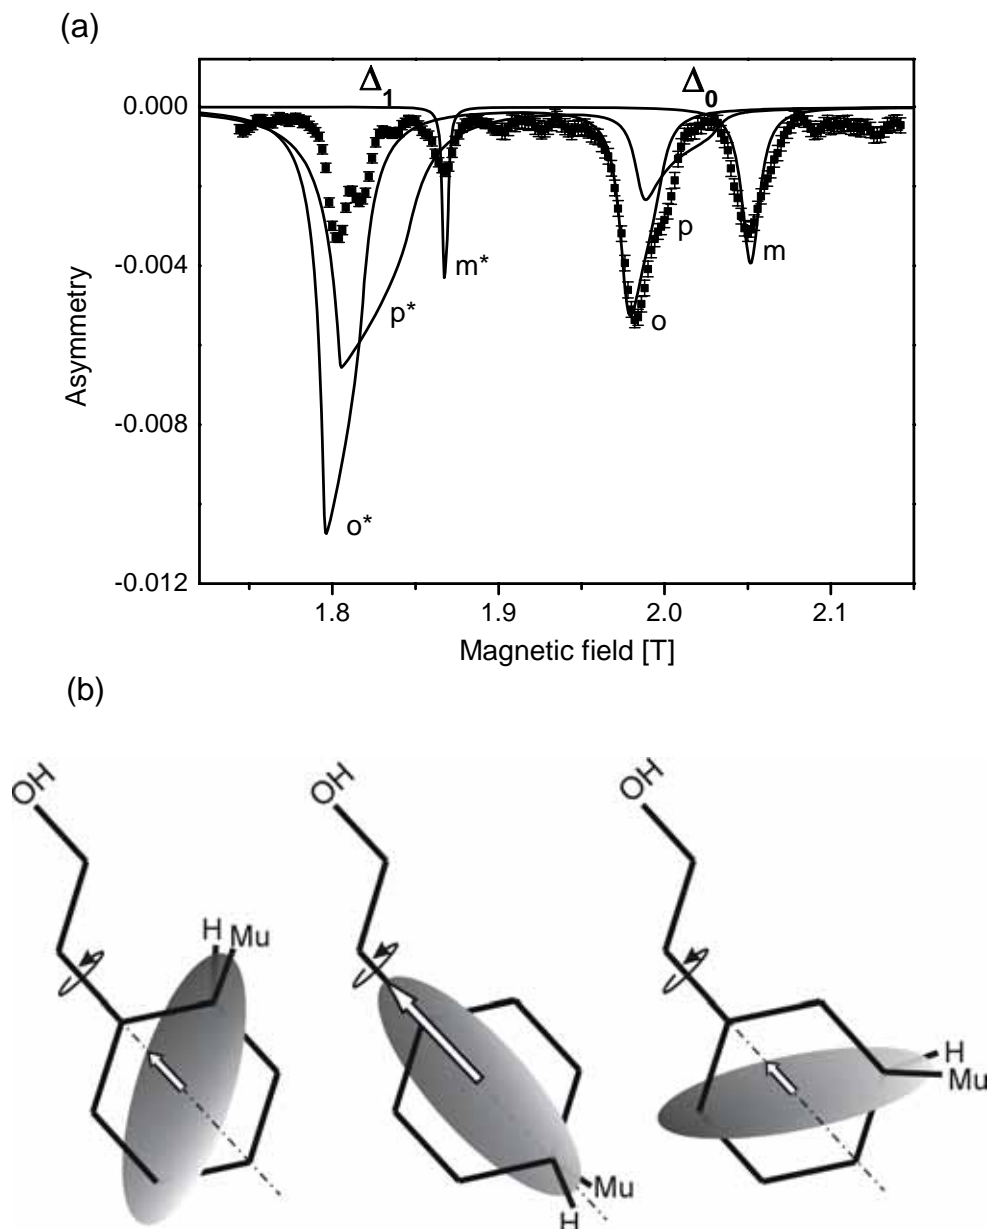 (a)
Δ1 Δ0
0.000
-0.004
-0.008
-0.012
Asymmetry
m*
p*
o*
p
o
m
1.8 1.9 2.0 2.1
Magnetic field [T]
(b)
OH OH OH
H Mu
H
Mu
Mu
H